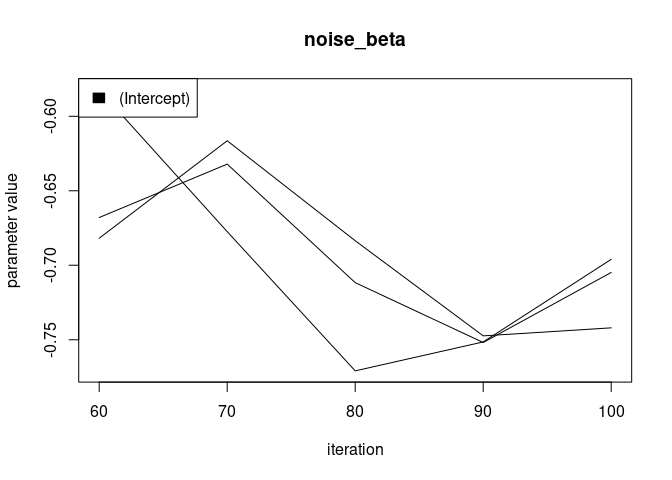 noise_beta
(Intercept)
parameter value
-0.60
-0.65
-0.70
-0.75
60 70 80 90 100
iteration